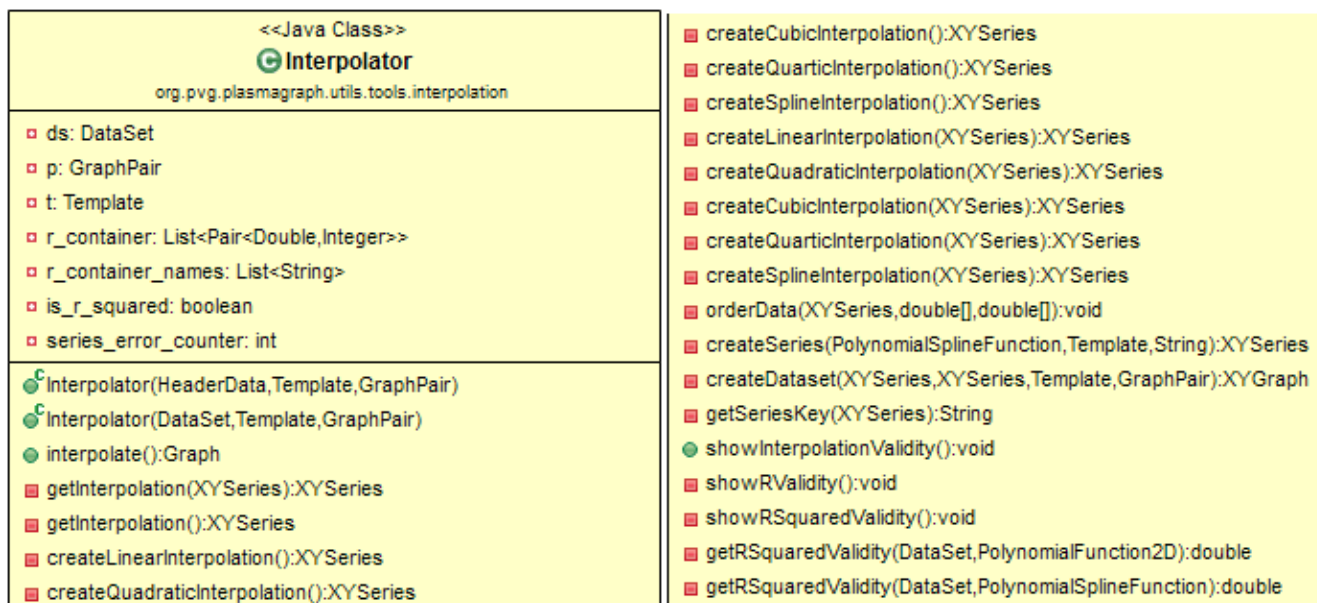 <<Java Class>>
Interpolator
org.pvg.plasmagraph.utils.tools.interpolation
ds: DataSet
p: GraphPair
t: Template
r_container: List<Pair<Double,Integer>>
r_container_names: List<String>
is_r_squared: boolean
series_error_counter: int
Interpolator(HeaderData,Template,GraphPair)
Interpolator(DataSet,Template,GraphPair)
interpolate():Graph
getInterpolation(XYSeries):XYSeries
getInterpolation():XYSeries
createLinearInterpolation():XYSeries
createQuadraticInterpolation():XYSeries
createCubicInterpolation():XYSeries
createQuarticInterpolation():XYSeries
createSplineInterpolation():XYSeries
createLinearInterpolation(XYSeries):XYSeries
createQuadraticInterpolation(XYSeries):XYSeries
createCubicInterpolation(XYSeries):XYSeries
createQuarticInterpolation(XYSeries):XYSeries
createSplineInterpolation(XYSeries):XYSeries
orderData(XYSeries,double[],double[]):void
createSeries(PolynomialSplineFunction,Template,String):XYSeries
createDataset(XYSeries,XYSeries,Template,GraphPair):XYGraph
getSeriesKey(XYSeries):String
showInterpolationValidity():void
showRValidity():void
showRSquaredValidity():void
getRSquaredValidity(DataSet,PolynomialFunction2D):double
getRSquaredValidity(DataSet,PolynomialSplineFunction):double